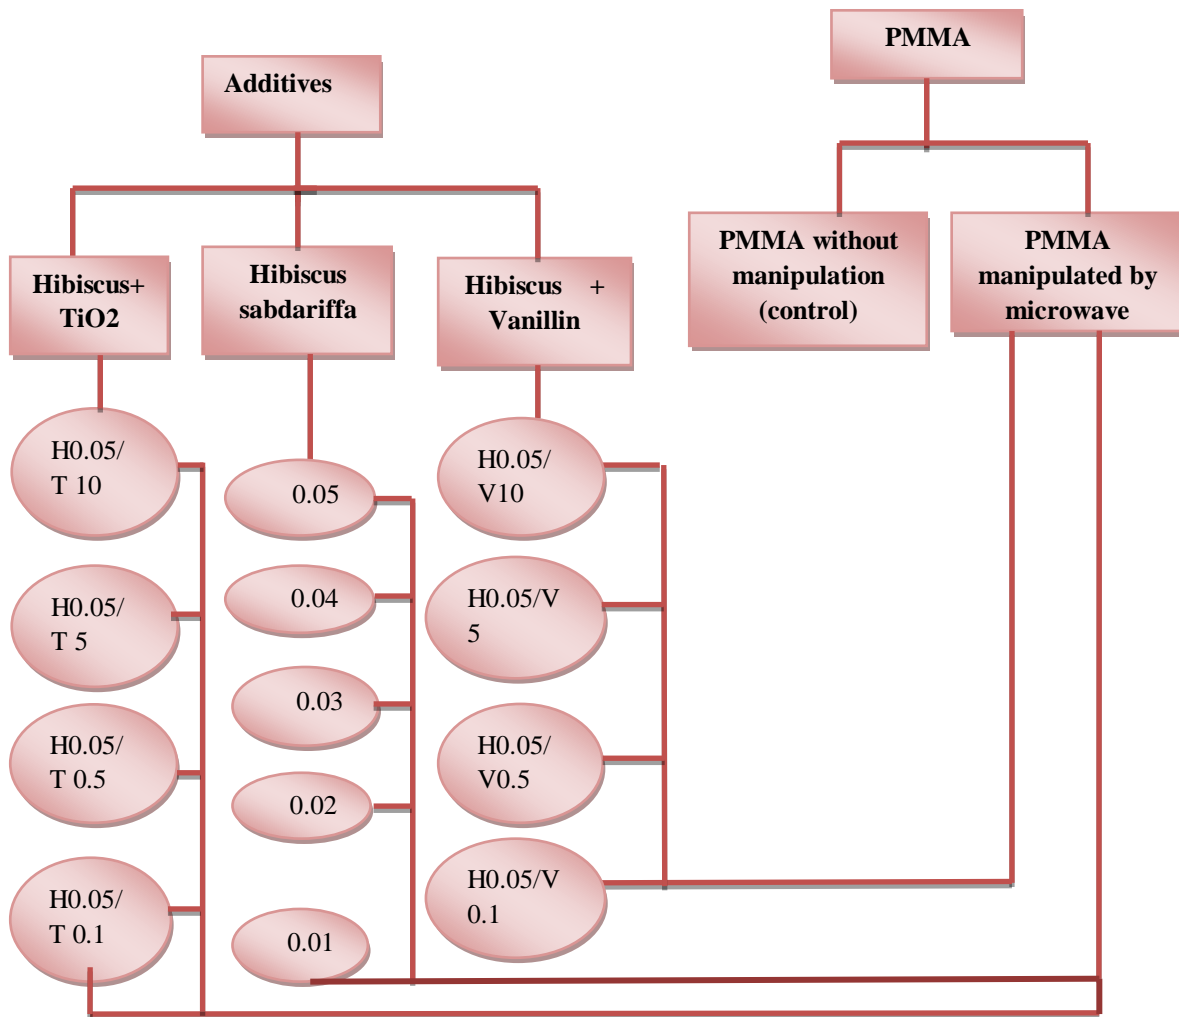 PMMA
Additives
PMMA without
manipulation
(control)
PMMA
manipulated by
microwave
Hibiscus+
TiO2
Hibiscus
sabdariffa
Hibiscus +
Vanillin
H0.05/
T 10
H0.05/
T 5
H0.05/
T 0.5
H0.05/
T 0.1
0.05
0.04
0.03
0.02
0.01
H0.05/
V10
H0.05/V
5
H0.05/
V0.5
H0.05/V
0.1